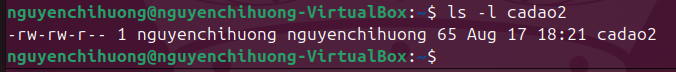 nguyenchihuong@nguyenchihuong-VirtualBox:~$ ls -l cadao2
-rw-rw-r-- 1 nguyenchihuong nguyenchihuong 65 Aug 17 18:21 cadao2
nguyenchihuong@nguyenchihuong-VirtualBox:~$